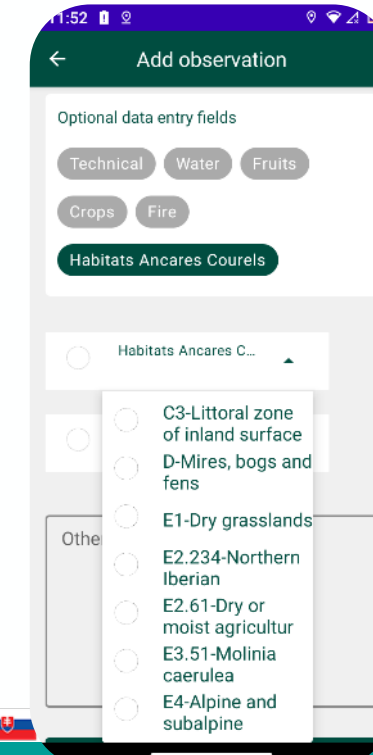 11:52
Add observation
Optional data entry fields
Technical Water Fruits
Crops Fire
Habitats Ancares Courels
Habitats Ancares C...
C3-Littoral zone
of inland surface
D-Mires, bogs and
fens
E1-Dry grasslands
Othe
E2.234-Northern
Iberian
E2.61-Dry or
moist agricultur
E3.51-Molinia
caerulea
E4-Alpine and
subalpine